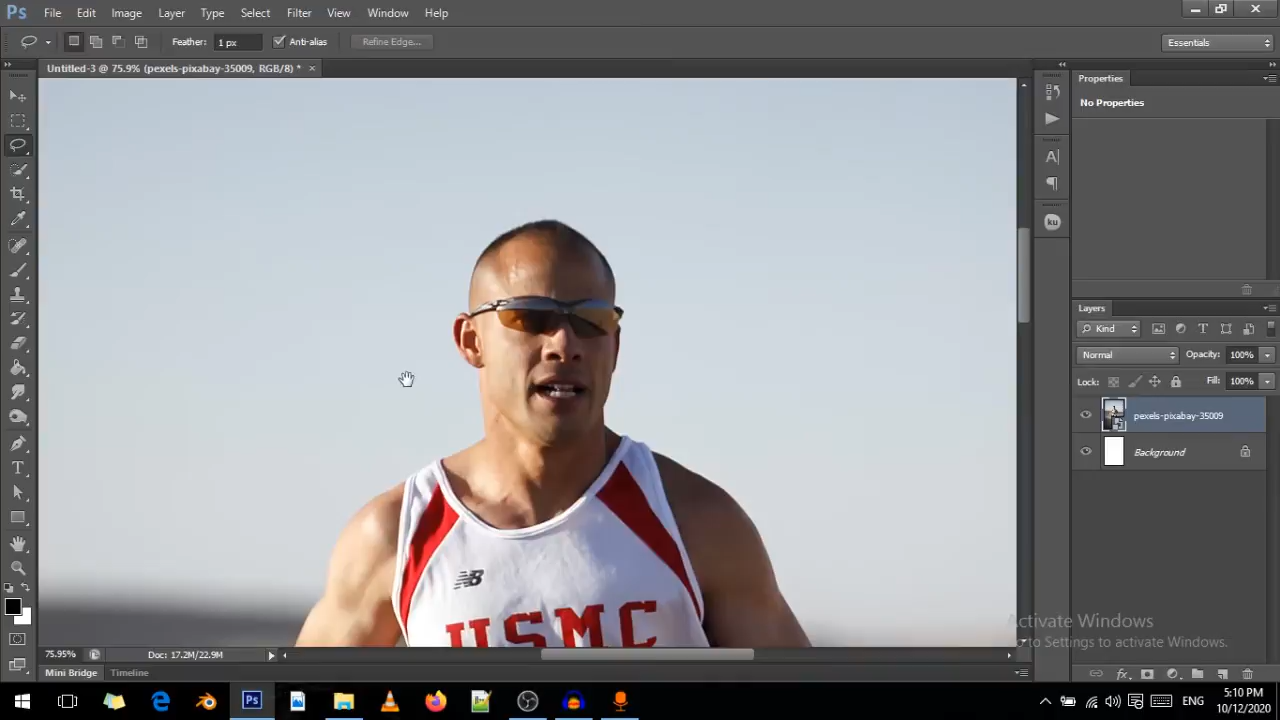 Ps File Edit Image Layer Type Select Filter View Window Help
Feather: 1 px Anti-alias Refine Edge... Essentials
Untitled-3 @ 75.9% (pexels-pixabay-35009, RGB/8) *
Properties
No Properties
Layers
Kind
Normal Opacity: 100%
Lock: Fill: 100%
pexels-pixabay-35009
Background
NB
USMC
Activate Windows
Go to Settings to activate Windows.
75.95% Doc: 17.2M/22.9M
Mini Bridge Timeline
Ps ENG 5:10 PM
10/12/2020